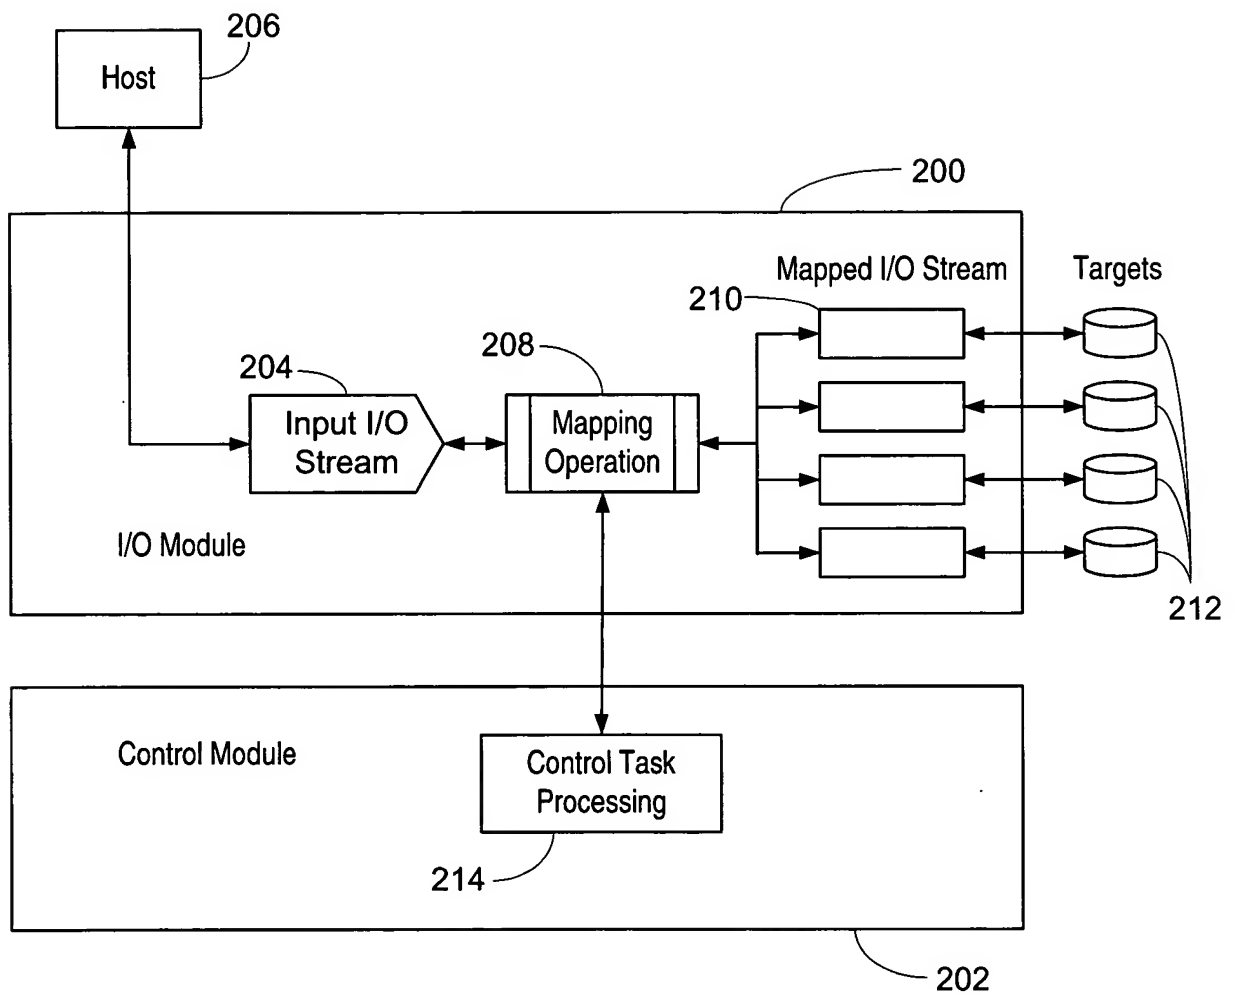 206
Host
200
Mapped I/O Stream
Targets
210
208
204
Input I/O
Stream
Mapping
Operation
I/O Module
212
Control Module
Control Task
Processing
214
202